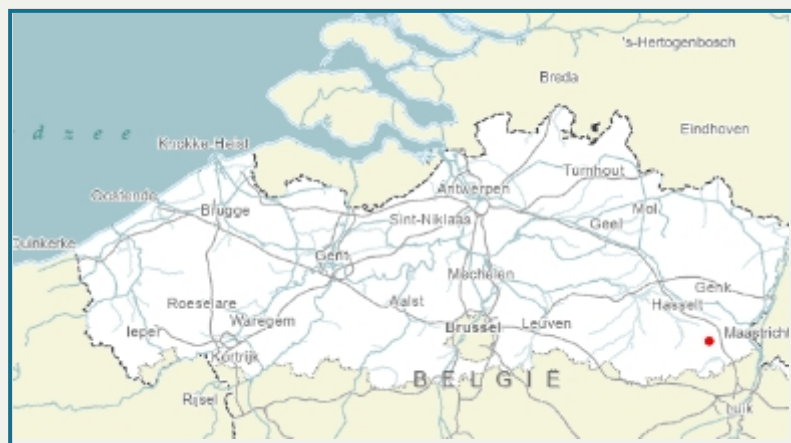 's-Hertogenbosch
Breda
dzee
Eindhoven
Knokke-Heist
Turnhout
Antwerpen
Oostende
Mol
Brugge
Sint-Niklaas
Geel
Duinkerke
Gent
Mechelen
Genk
Roeselare
Aalst
Hasselt
Ieper
Waregem
Brussel
Leuven
Maastricht
Kortrijk
BELGIË
Rijsel
Luik